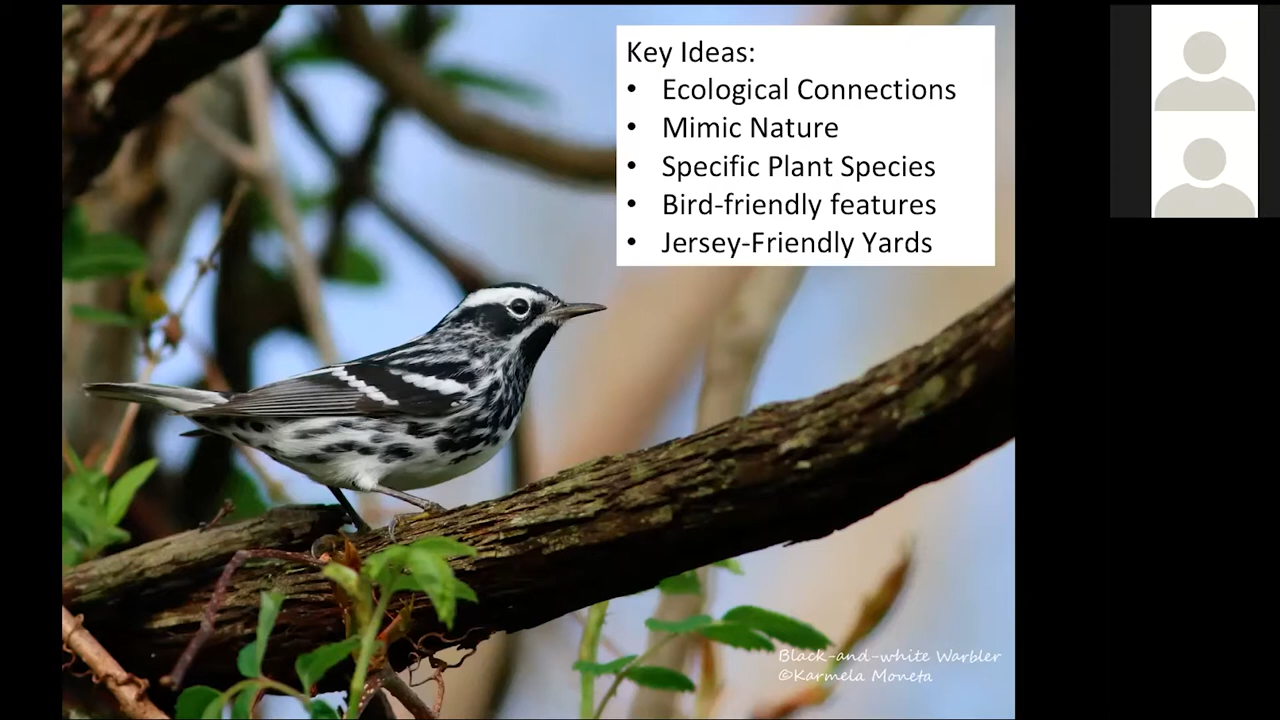 Key Ideas:
• Ecological Connections
• Mimic Nature
• Specific Plant Species
• Bird-friendly features
• Jersey-Friendly Yards
Black-and-white Warbler
©Karmela Moneta